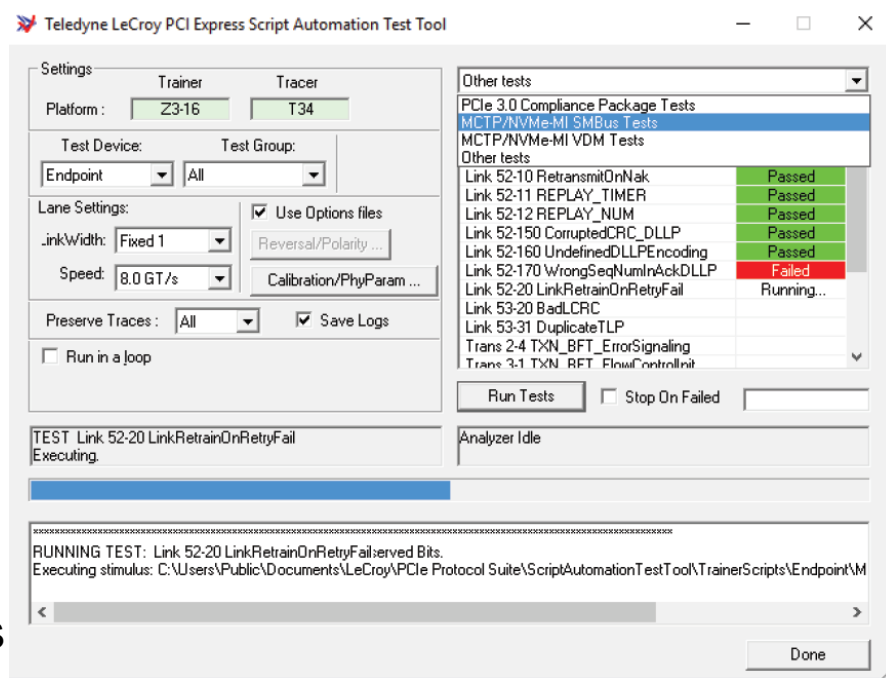 Teledyne LeCroy PCI Express Script Automation Test Tool
Settings
Trainer Tracer
Platform : Z3-16 T34
Test Device: Test Group:
Endpoint All
Lane Settings:
Use Options files
.inkWidth: Fixed 1
Reversal/Polarity ...
Speed: 8.0 GT/s
Calibration/PhyParam ...
Preserve Traces : All Save Logs
Run in a loop
Other tests
PCIe 3.0 Compliance Package Tests
MCTP/NVMe-MI SMBus Tests
MCTP/NVMe-MI VDM Tests
Other tests
Link 52-10 RetransmitOnNak Passed
Link 52-11 REPLAY_TIMER Passed
Link 52-12 REPLAY_NUM Passed
Link 52-150 CorruptedCRC_DLLP Passed
Link 52-160 UndefinedDLLPEncoding Passed
Link 52-170 WrongSeqNumInAckDLLP Failed
Link 52-20 LinkRetrainOnRetryFail Running...
Link 53-20 BadLCRC
Link 53-31 DuplicateTLP
Trans 2-4 TXN_BFT_ErrorSignaling
Trans 3-1 TXN_BFT_FlowControlInit
Run Tests Stop On Failed
TEST Link 52-20 LinkRetrainOnRetryFail
Executing.
Analyzer Idle
RUNNING TEST: Link 52-20 LinkRetrainOnRetryFailserved Bits.
Executing stimulus: C:\Users\Public\Documents\LeCroy\PCIe Protocol Suite\ScriptAutomationTestTool\TrainerScripts\Endpoint\M
s
Done